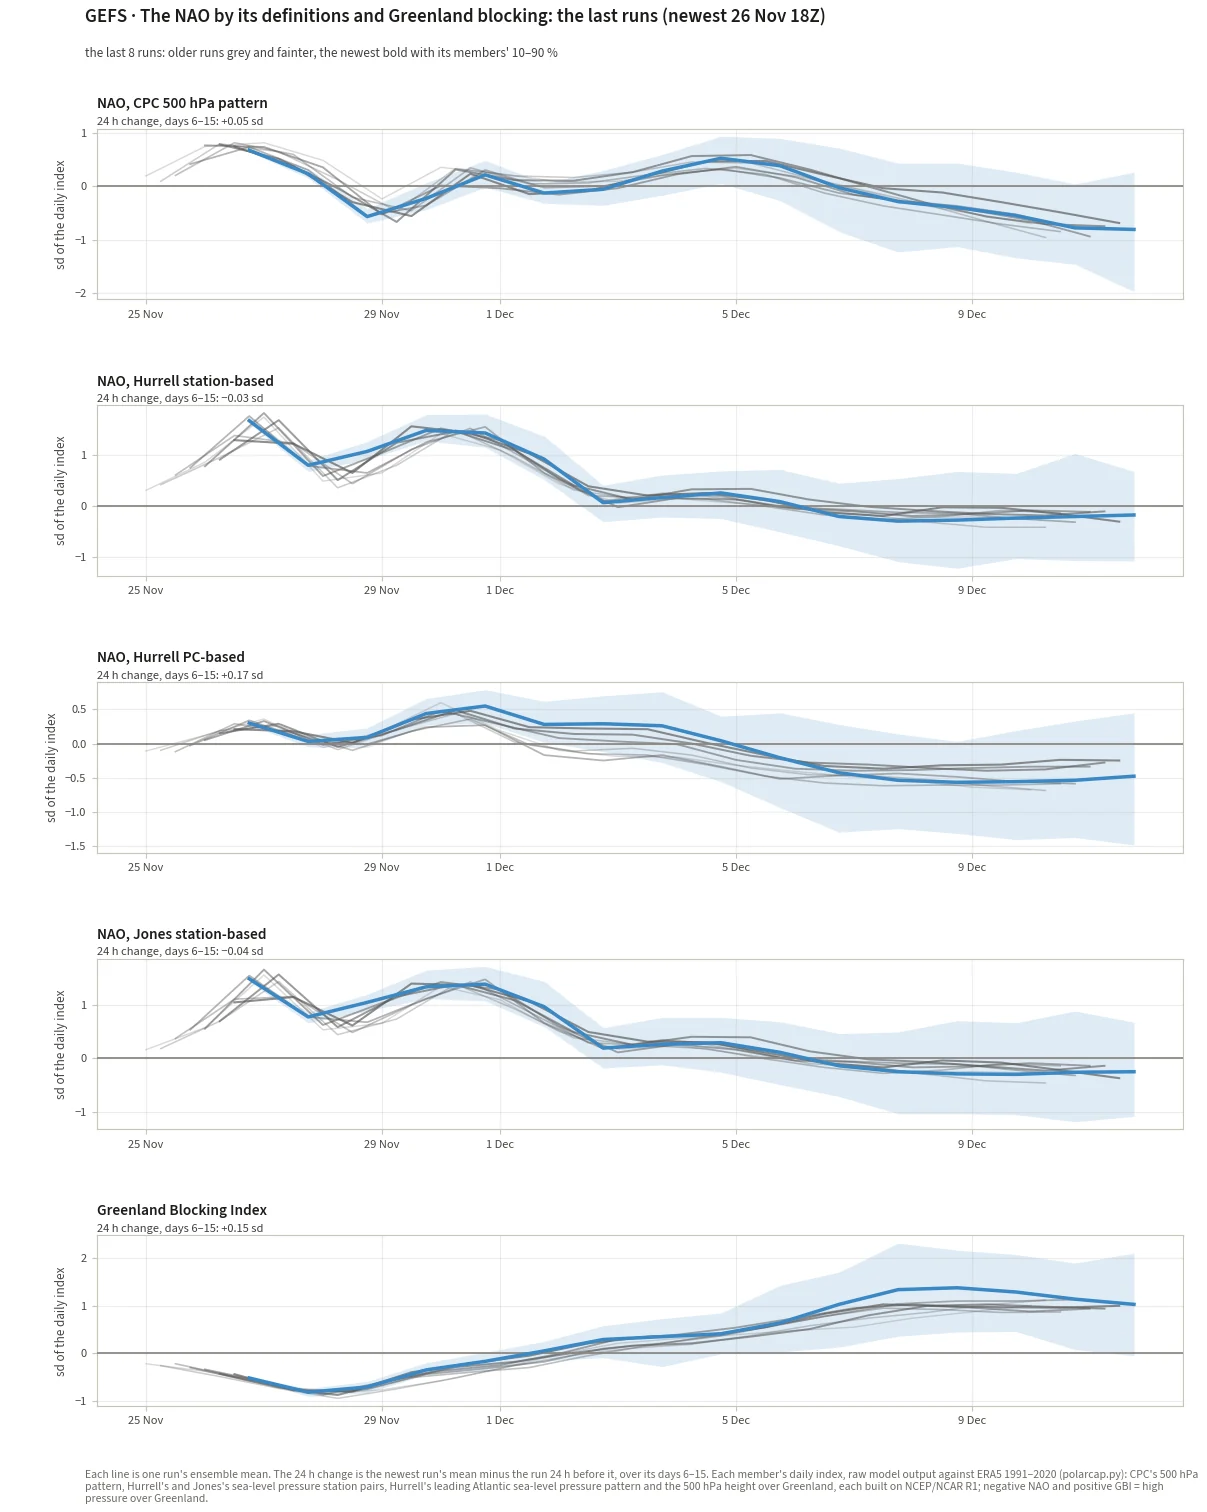 GEFS · The NAO by its definitions and Greenland blocking: the last runs (newest 26 Nov 18Z)
the last 8 runs: older runs grey and fainter, the newest bold with its members' 10–90 %
NAO, CPC 500 hPa pattern
24 h change, days 6–15: +0.05 sd
sd of the daily index
1
0
−1
−2
25 Nov
29 Nov
1 Dec
5 Dec
9 Dec
NAO, Hurrell station-based
24 h change, days 6–15: −0.03 sd
sd of the daily index
1
0
−1
25 Nov
29 Nov
1 Dec
5 Dec
9 Dec
NAO, Hurrell PC-based
24 h change, days 6–15: +0.17 sd
sd of the daily index
0.5
0.0
−0.5
−1.0
−1.5
25 Nov
29 Nov
1 Dec
5 Dec
9 Dec
NAO, Jones station-based
24 h change, days 6–15: −0.04 sd
sd of the daily index
1
0
−1
25 Nov
29 Nov
1 Dec
5 Dec
9 Dec
Greenland Blocking Index
24 h change, days 6–15: +0.15 sd
sd of the daily index
2
1
0
−1
25 Nov
29 Nov
1 Dec
5 Dec
9 Dec
Each line is one run's ensemble mean. The 24 h change is the newest run's mean minus the run 24 h before it, over its days 6–15. Each member's daily index, raw model output against ERA5 1991–2020 (polarcap.py): CPC's 500 hPa
pattern, Hurrell's and Jones's sea-level pressure station pairs, Hurrell's leading Atlantic sea-level pressure pattern and the 500 hPa height over Greenland, each built on NCEP/NCAR R1; negative NAO and positive GBI = high
pressure over Greenland.